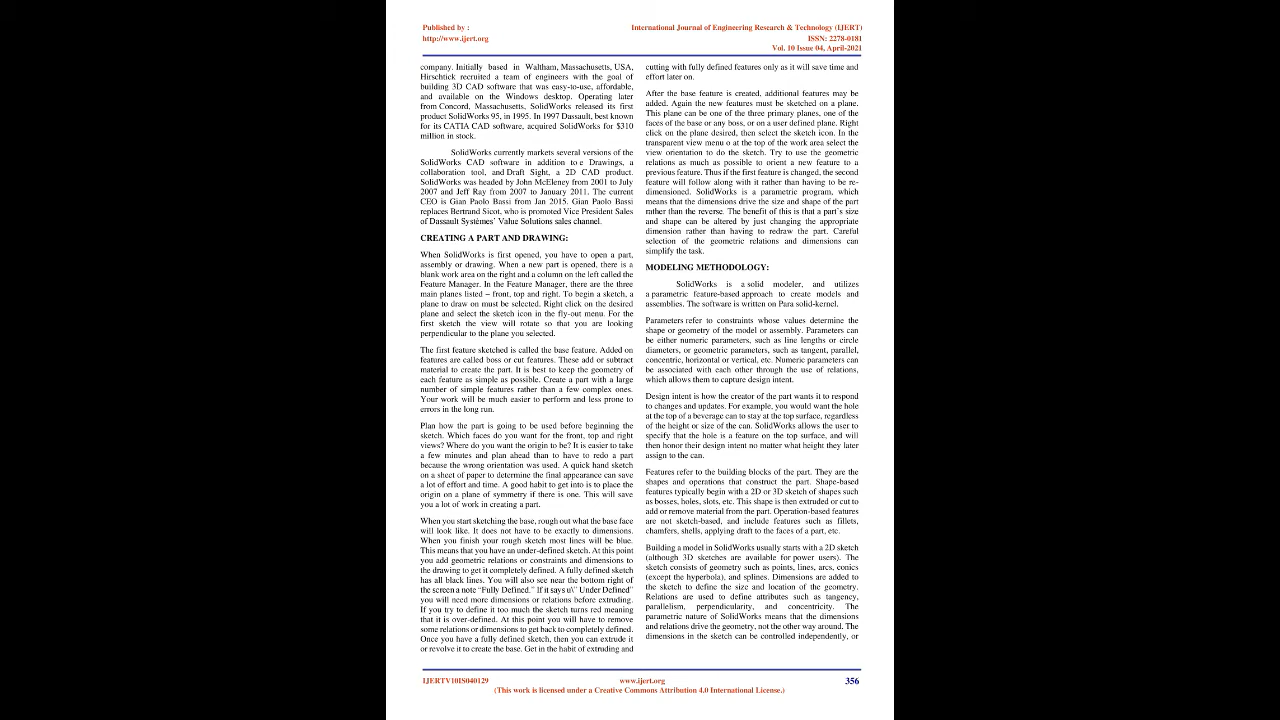 Published by :
http://www.ijert.org
International Journal of Engineering Research & Technology (IJERT)
ISSN: 2278-0181
Vol. 10 Issue 04, April-2021
company. Initially based in Waltham, Massachusetts, USA,
Hirschtick recruited a team of engineers with the goal of
building 3D CAD software that was easy-to-use, affordable,
and available on the Windows desktop. Operating later
from Concord, Massachusetts, SolidWorks released its first
product SolidWorks 95, in 1995. In 1997 Dassault, best known
for its CATIA CAD software, acquired SolidWorks for $310
million in stock.
SolidWorks currently markets several versions of the
SolidWorks CAD software in addition to e Drawings, a
collaboration tool, and Draft Sight, a 2D CAD product.
SolidWorks was headed by John McEleney from 2001 to July
2007 and Jeff Ray from 2007 to January 2011. The current
CEO is Gian Paolo Bassi from Jan 2015. Gian Paolo Bassi
replaces Bertrand Sicot, who is promoted Vice President Sales
of Dassault Systèmes' Value Solutions sales channel.
CREATING A PART AND DRAWING:
When SolidWorks is first opened, you have to open a part,
assembly or drawing. When a new part is opened, there is a
blank work area on the right and a column on the left called the
Feature Manager. In the Feature Manager, there are the three
main planes listed – front, top and right. To begin a sketch, a
plane to draw on must be selected. Right click on the desired
plane and select the sketch icon in the fly-out menu. For the
first sketch the view will rotate so that you are looking
perpendicular to the plane you selected.
The first feature sketched is called the base feature. Added on
features are called boss or cut features. These add or subtract
material to create the part. It is best to keep the geometry of
each feature as simple as possible. Create a part with a large
number of simple features rather than a few complex ones.
Your work will be much easier to perform and less prone to
errors in the long run.
Plan how the part is going to be used before beginning the
sketch. Which faces do you want for the front, top and right
views? Where do you want the origin to be? It is easier to take
a few minutes and plan ahead than to have to redo a part
because the wrong orientation was used. A quick hand sketch
on a sheet of paper to determine the final appearance can save
a lot of effort and time. A good habit to get into is to place the
origin on a plane of symmetry if there is one. This will save
you a lot of work in creating a part.
When you start sketching the base, rough out what the base face
will look like. It does not have to be exactly to dimensions.
When you finish your rough sketch most lines will be blue.
This means that you have an under-defined sketch. At this point
you add geometric relations or constraints and dimensions to
the drawing to get it completely defined. A fully defined sketch
has all black lines. You will also see near the bottom right of
the screen a note “Fully Defined.” If it says u\" Under Defined"
you will need more dimensions or relations before extruding.
If you try to define it too much the sketch turns red meaning
that it is over-defined. At this point you will have to remove
some relations or dimensions to get back to completely defined.
Once you have a fully defined sketch, then you can extrude it
or revolve it to create the base. Get in the habit of extruding and
cutting with fully defined features only as it will save time and
effort later on.
After the base feature is created, additional features may be
added. Again the new features must be sketched on a plane.
This plane can be one of the three primary planes, one of the
faces of the base or any boss, or on a user defined plane. Right
click on the plane desired, then select the sketch icon. In the
transparent view menu o at the top of the work area select the
view orientation to do the sketch. Try to use the geometric
relations as much as possible to orient a new feature to a
previous feature. Thus if the first feature is changed, the second
feature will follow along with it rather than having to be re-
dimensioned. SolidWorks is a parametric program, which
means that the dimensions drive the size and shape of the part
rather than the reverse. The benefit of this is that a part's size
and shape can be altered by just changing the appropriate
dimension rather than having to redraw the part. Careful
selection of the geometric relations and dimensions can
simplify the task.
MODELING METHODOLOGY:
SolidWorks is a solid modeler, and utilizes
a parametric feature-based approach to create models and
assemblies. The software is written on Para solid-kernel.
Parameters refer to constraints whose values determine the
shape or geometry of the model or assembly. Parameters can
be either numeric parameters, such as line lengths or circle
diameters, or geometric parameters, such as tangent, parallel,
concentric, horizontal or vertical, etc. Numeric parameters can
be associated with each other through the use of relations,
which allows them to capture design intent.
Design intent is how the creator of the part wants it to respond
to changes and updates. For example, you would want the hole
at the top of a beverage can to stay at the top surface, regardless
of the height or size of the can. SolidWorks allows the user to
specify that the hole is a feature on the top surface, and will
then honor their design intent no matter what height they later
assign to the can.
Features refer to the building blocks of the part. They are the
shapes and operations that construct the part. Shape-based
features typically begin with a 2D or 3D sketch of shapes such
as bosses, holes, slots, etc. This shape is then extruded or cut to
add or remove material from the part. Operation-based features
are not sketch-based, and include features such as fillets,
chamfers, shells, applying draft to the faces of a part, etc.
Building a model in SolidWorks usually starts with a 2D sketch
(although 3D sketches are available for power users). The
sketch consists of geometry such as points, lines, arcs, conics
(except the hyperbola), and splines. Dimensions are added to
the sketch to define the size and location of the geometry.
Relations are used to define attributes such as tangency,
parallelism, perpendicularity, and concentricity. The
parametric nature of SolidWorks means that the dimensions
and relations drive the geometry, not the other way around. The
dimensions in the sketch can be controlled independently, or
IJERTV10IS040129
www.ijert.org
356
(This work is licensed under a Creative Commons Attribution 4.0 International License.)